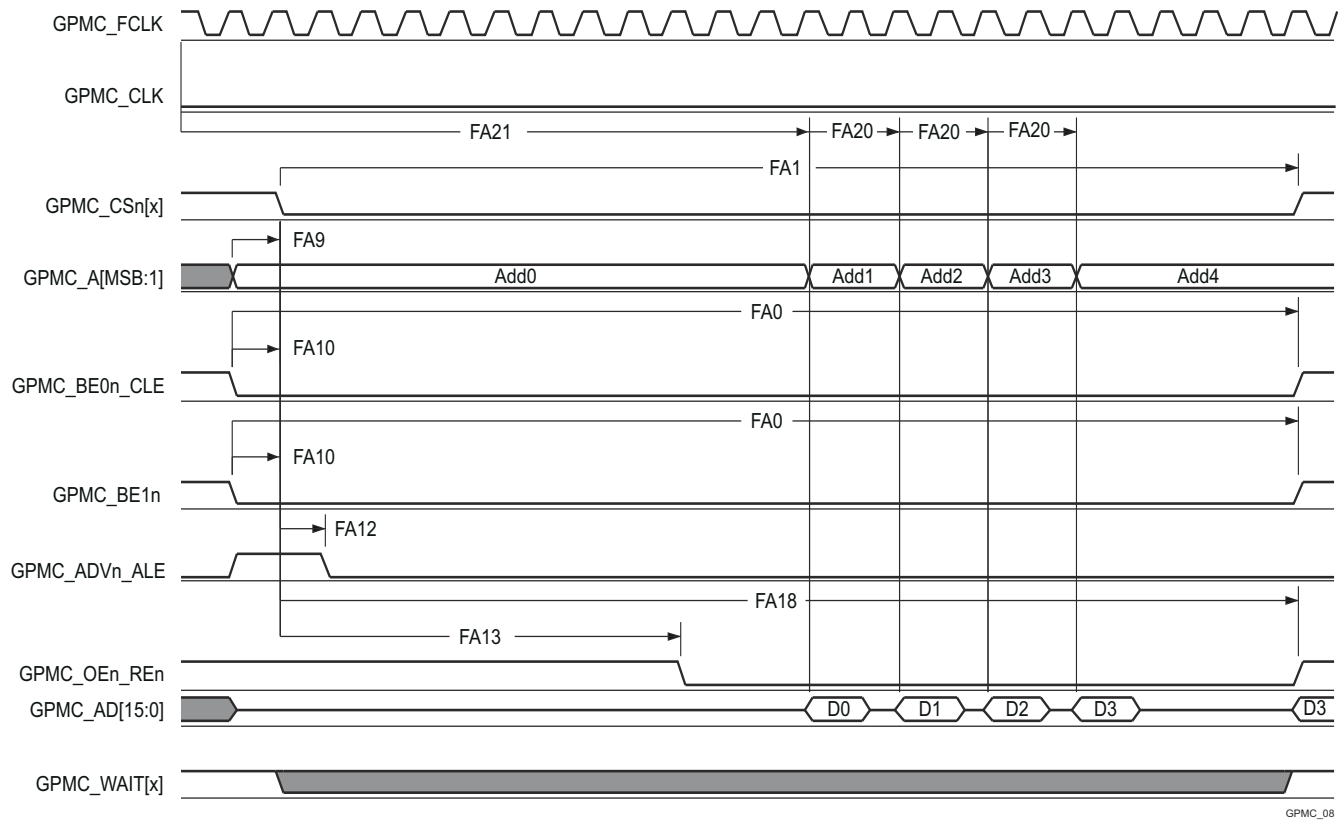 GPMC_FCLK
GPMC_CLK
FA21 FA20 FA20 FA20
FA1
GPMC_CSn[x]
FA9
GPMC_A[MSB:1] Add0 Add1 Add2 Add3 Add4
FA0
FA10
GPMC_BE0n_CLE
FA0
FA10
GPMC_BE1n
FA12
GPMC_ADVn_ALE
FA18
FA13
GPMC_OEn_REn
GPMC_AD[15:0] D0 D1 D2 D3 D3
GPMC_WAIT[x]
GPMC_08